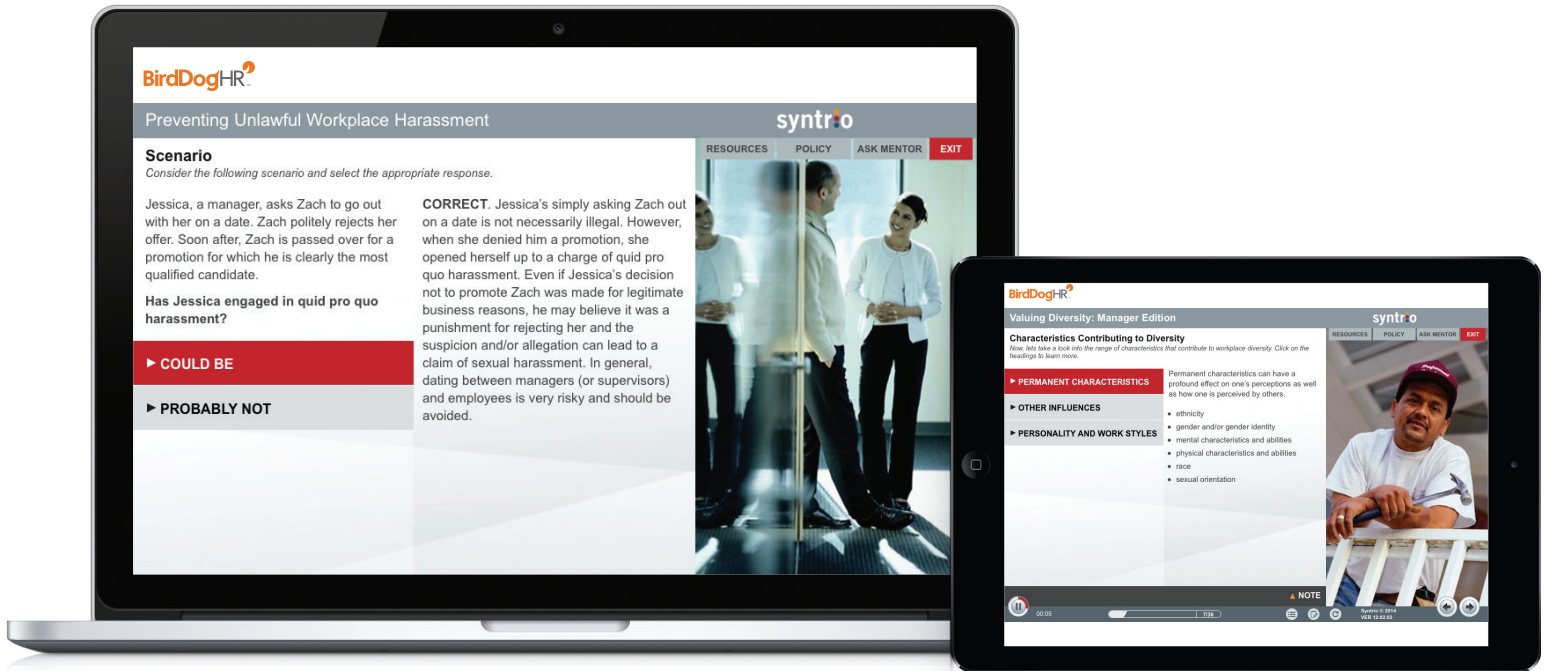 BirdDogHR
Preventing Unlawful Workplace Harassment
syntrio
RESOURCES POLICY ASK MENTOR EXIT
Scenario
Consider the following scenario and select the appropriate response.
Jessica, a manager, asks Zach to go out
with her on a date. Zach politely rejects her
offer. Soon after, Zach is passed over for a
promotion for which he is clearly the most
qualified candidate.
Has Jessica engaged in quid pro quo
harassment?
COULD BE
PROBABLY NOT
CORRECT. Jessica’s simply asking Zach out
on a date is not necessarily illegal. However,
when she denied him a promotion, she
opened herself up to a charge of quid pro
quo harassment. Even if Jessica’s decision
not to promote Zach was made for legitimate
business reasons, he may believe it was a
punishment for rejecting her and the
suspicion and/or allegation can lead to a
claim of sexual harassment. In general,
dating between managers (or supervisors)
and employees is very risky and should be
avoided.
BirdDogHR
Valuing Diversity: Manager Edition
syntrio
RESOURCES POLICY ASK MENTOR EXIT
Characteristics Contributing to Diversity
Now, lets take a look into the range of characteristics that contribute to workplace diversity. Click on the
headings to learn more.
PERMANENT CHARACTERISTICS
OTHER INFLUENCES
PERSONALITY AND WORK STYLES
Permanent characteristics can have a
profound effect on one’s perceptions as well
as how one is perceived by others.
• ethnicity
• gender and/or gender identity
• mental characteristics and abilities
• physical characteristics and abilities
• race
• sexual orientation
NOTE
00:05
7/36
Syntrio © 2014
VER 12.02.02